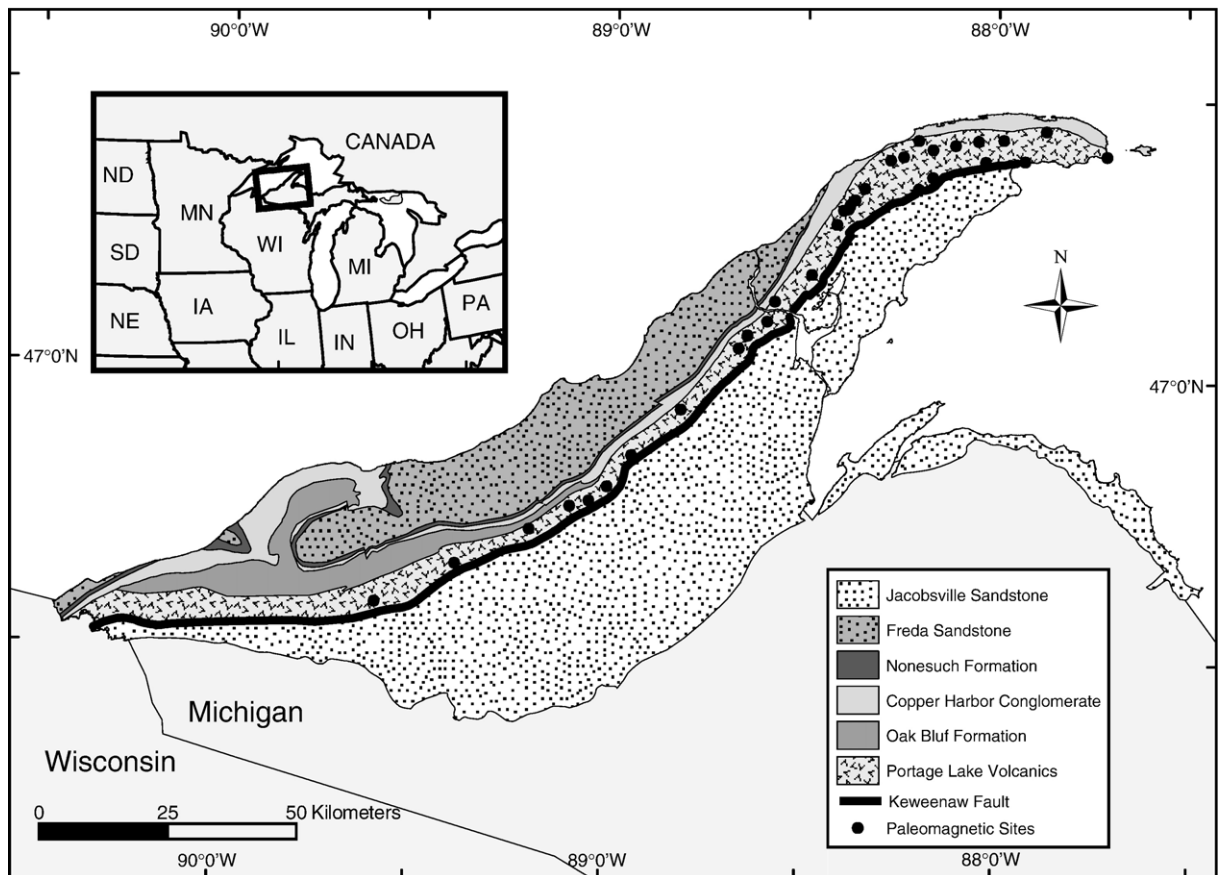 90°0'W 89°0'W 88°0'W
CANADA
ND
MN
SD
WI
MI
IA
NE
IL
IN
OH
PA
N
47°0'N
47°0'N
Jacobsville Sandstone
Freda Sandstone
Nonesuch Formation
Copper Harbor Conglomerate
Oak Bluf Formation
Portage Lake Volcanics
Keweenaw Fault
Paleomagnetic Sites
Michigan
Wisconsin
0 25 50 Kilometers
90°0'W 89°0'W 88°0'W